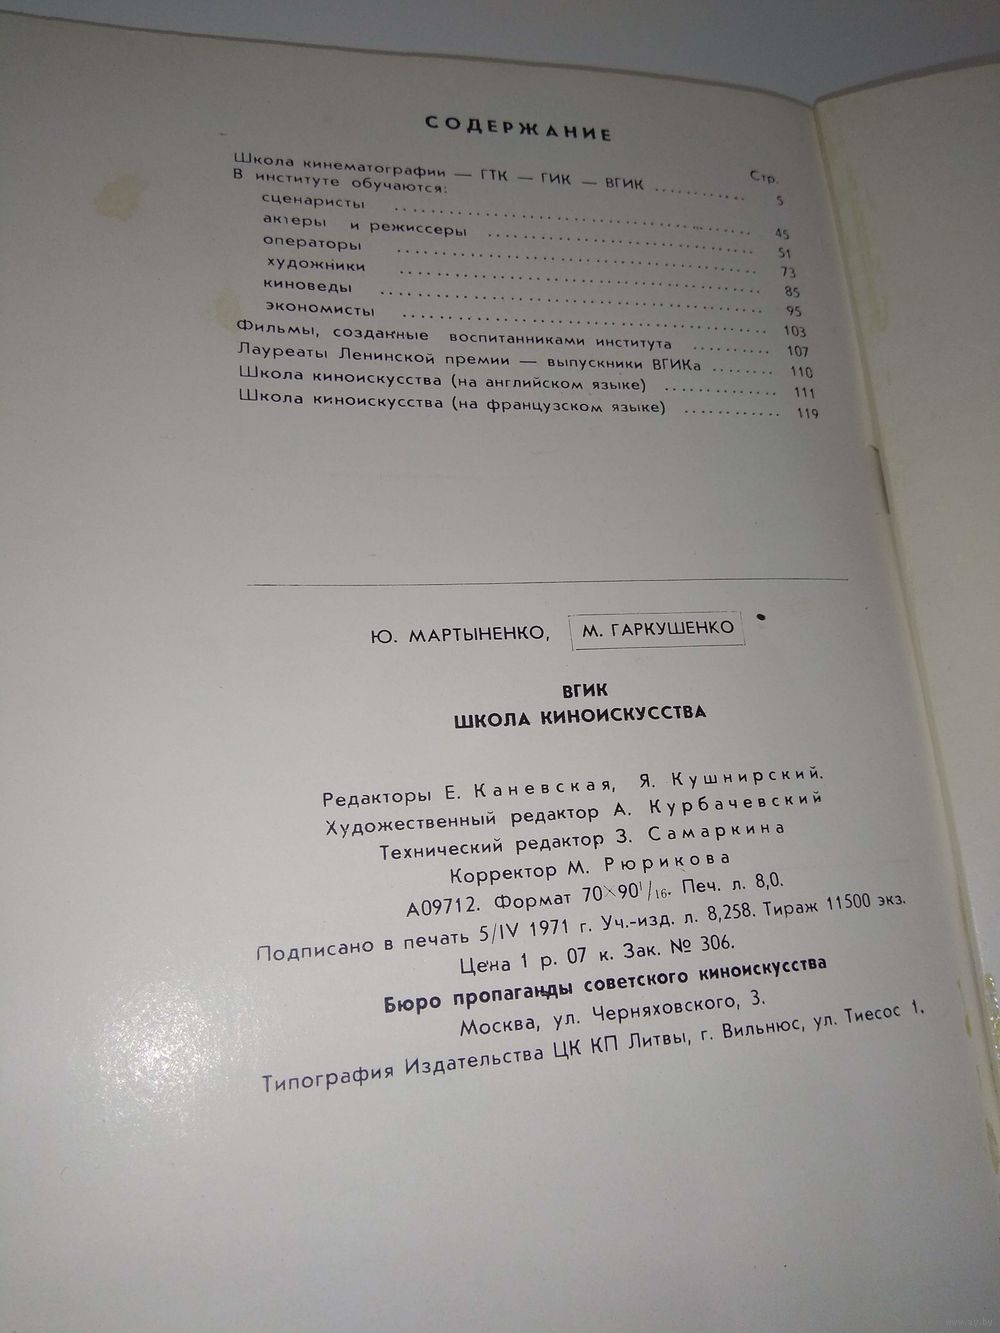 СОДЕРЖАНИЕ
Стр.
Школа кинематографии — ГТК — ГИК — ВГИК ........... 5
В институте обучаются:
сценаристы ........... 45
актеры и режиссеры ........... 51
операторы ........... 73
художники ........... 85
киноведы ........... 95
экономисты ........... 103
Фильмы, созданные воспитанниками института ........... 107
Лауреаты Ленинской премии — выпускники ВГИКа ........ 110
Школа киноискусства (на английском языке) ........... 111
Школа киноискусства (на французском языке) ........... 119
Ю. МАРТЫНЕНКО, М. ГАРКУШЕНКО
ВГИК
ШКОЛА КИНОИСКУССТВА
Редакторы Е. Каневская, Я. Кушнирский.
Художественный редактор А. Курбачевский
Технический редактор З. Самаркина
Корректор М. Рюрикова
А09712. Формат 70×90¹/₁₆. Печ. л. 8,0.
Подписано в печать 5/IV 1971 г. Уч.-изд. л. 8,258. Тираж 11500 экз.
Цена 1 р. 07 к. Зак. № 306.
Бюро пропаганды советского киноискусства
Москва, ул. Черняховского, 3.
Типография Издательства ЦК КП Литвы, г. Вильнюс, ул. Тиесос 1.
www.ay.by